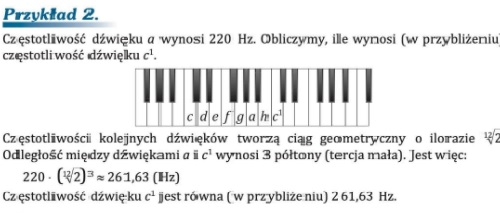 Przykład 2.
Częstotliwość dźwięku a wynosi 220 Hz. Obliczymy, ile wynosi (w przybliżeniu)
częstotliwość dźwięku c¹.
c d e f g a h c¹
Częstotliwości kolejnych dźwięków tworzą ciąg geometryczny o ilorazie ¹²√2
Odległość między dźwiękami a i c¹ wynosi 3 półtony (tercja mała). Jest więc:
220 · (¹²√2)³ ≈ 261,63 (Hz)
Częstotliwość dźwięku c¹ jest równa (w przybliżeniu) 261,63 Hz.